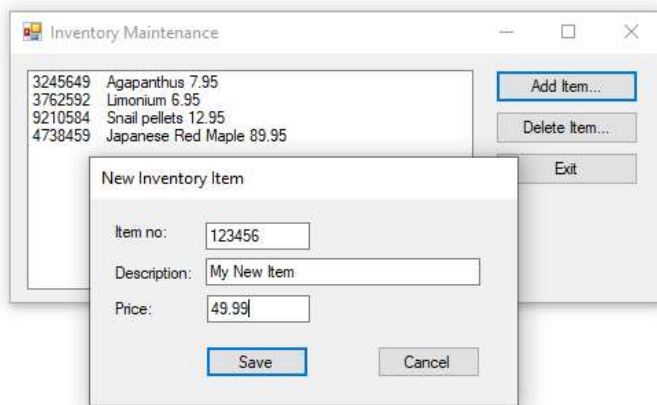 Inventory Maintenance
3245649 Agapanthus 7.95
3762592 Limonium 6.95
9210584 Snail pellets 12.95
4738459 Japanese Red Maple 89.95
Add Item...
Delete Item...
Exit
New Inventory Item
Item no: 123456
Description: My New Item
Price: 49.99
Save Cancel